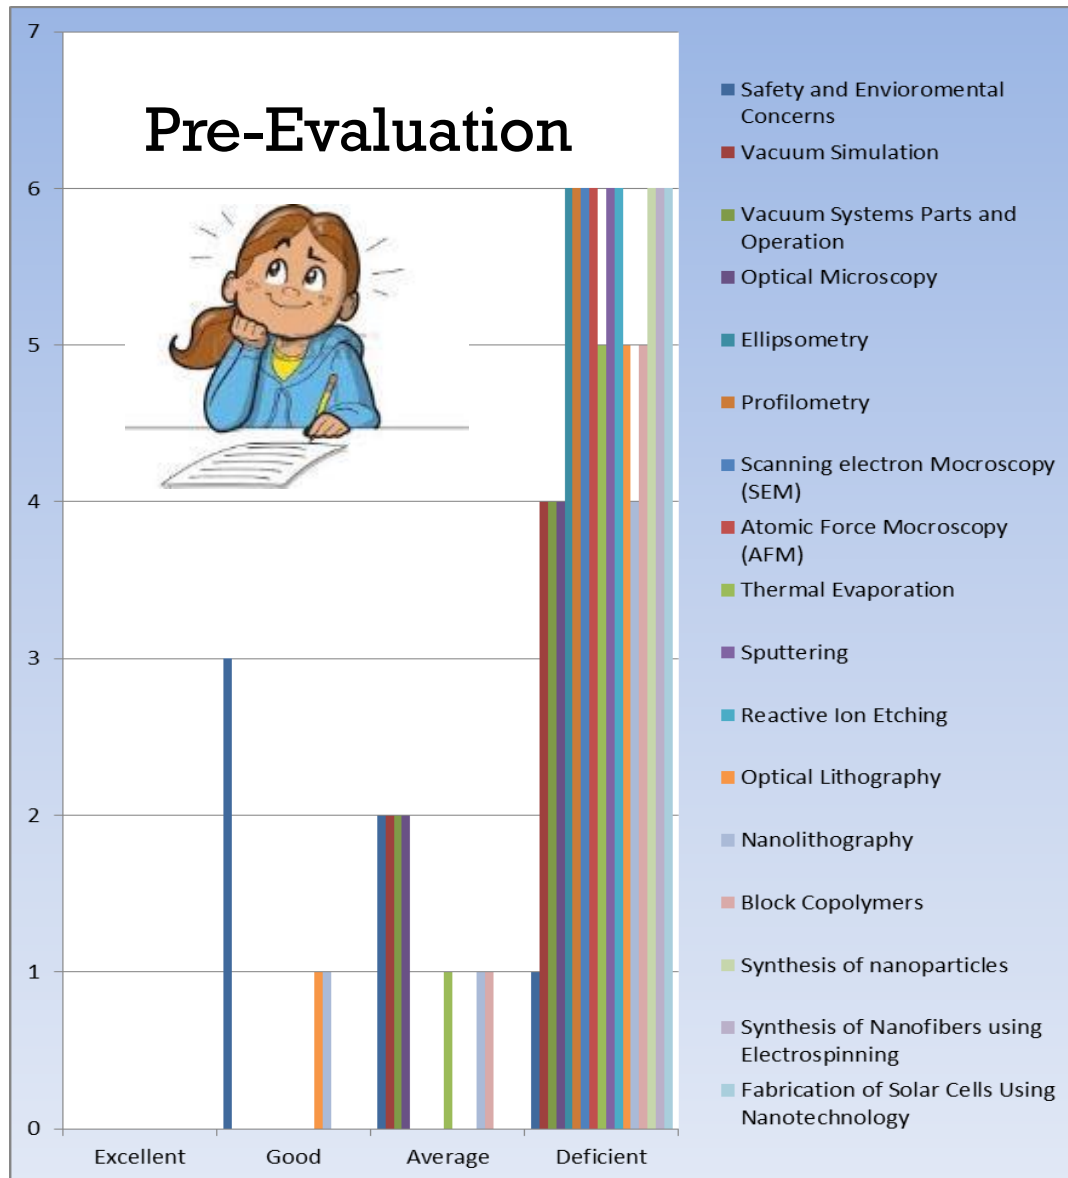 Pre-Evaluation
7
6
5
4
3
2
1
0
Excellent
Good
Average
Deficient
Safety and Envioromental
Concerns
Vacuum Simulation
Vacuum Systems Parts and
Operation
Optical Microscopy
Ellipsometry
Profilometry
Scanning electron Mocroscopy
(SEM)
Atomic Force Mocroscopy
(AFM)
Thermal Evaporation
Sputtering
Reactive Ion Etching
Optical Lithography
Nanolithography
Block Copolymers
Synthesis of nanoparticles
Synthesis of Nanofibers using
Electrospinning
Fabrication of Solar Cells Using
Nanotechnology